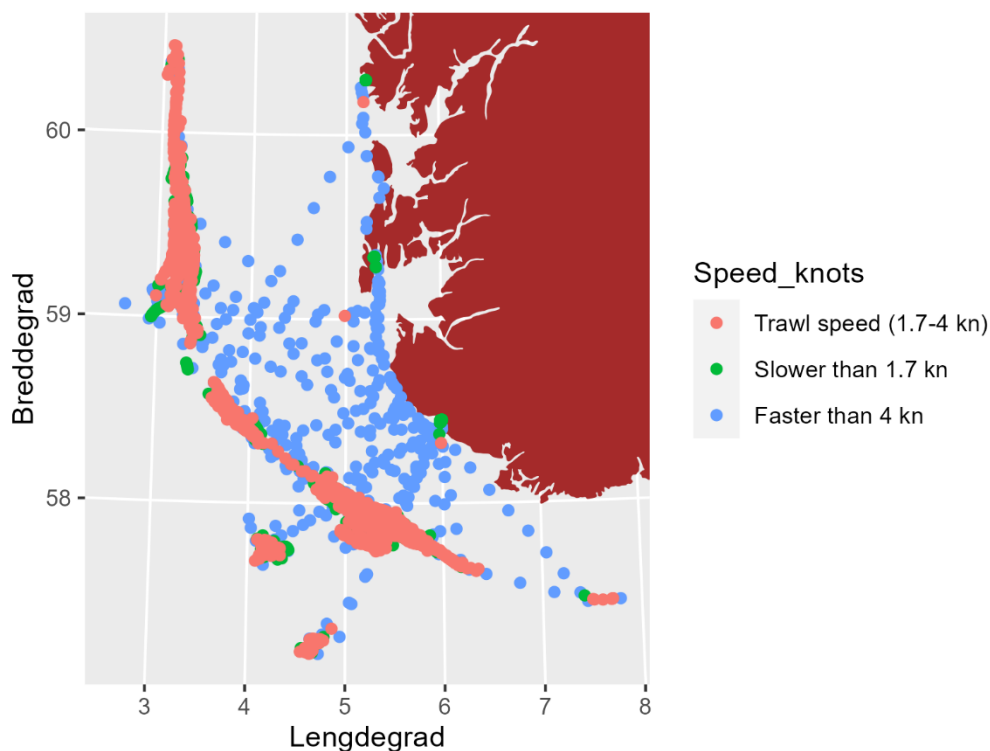 60
59
58
Breddegrad
3 4 5 6 7 8
Lengdegrad
Speed_knots
Trawl speed (1.7-4 kn)
Slower than 1.7 kn
Faster than 4 kn